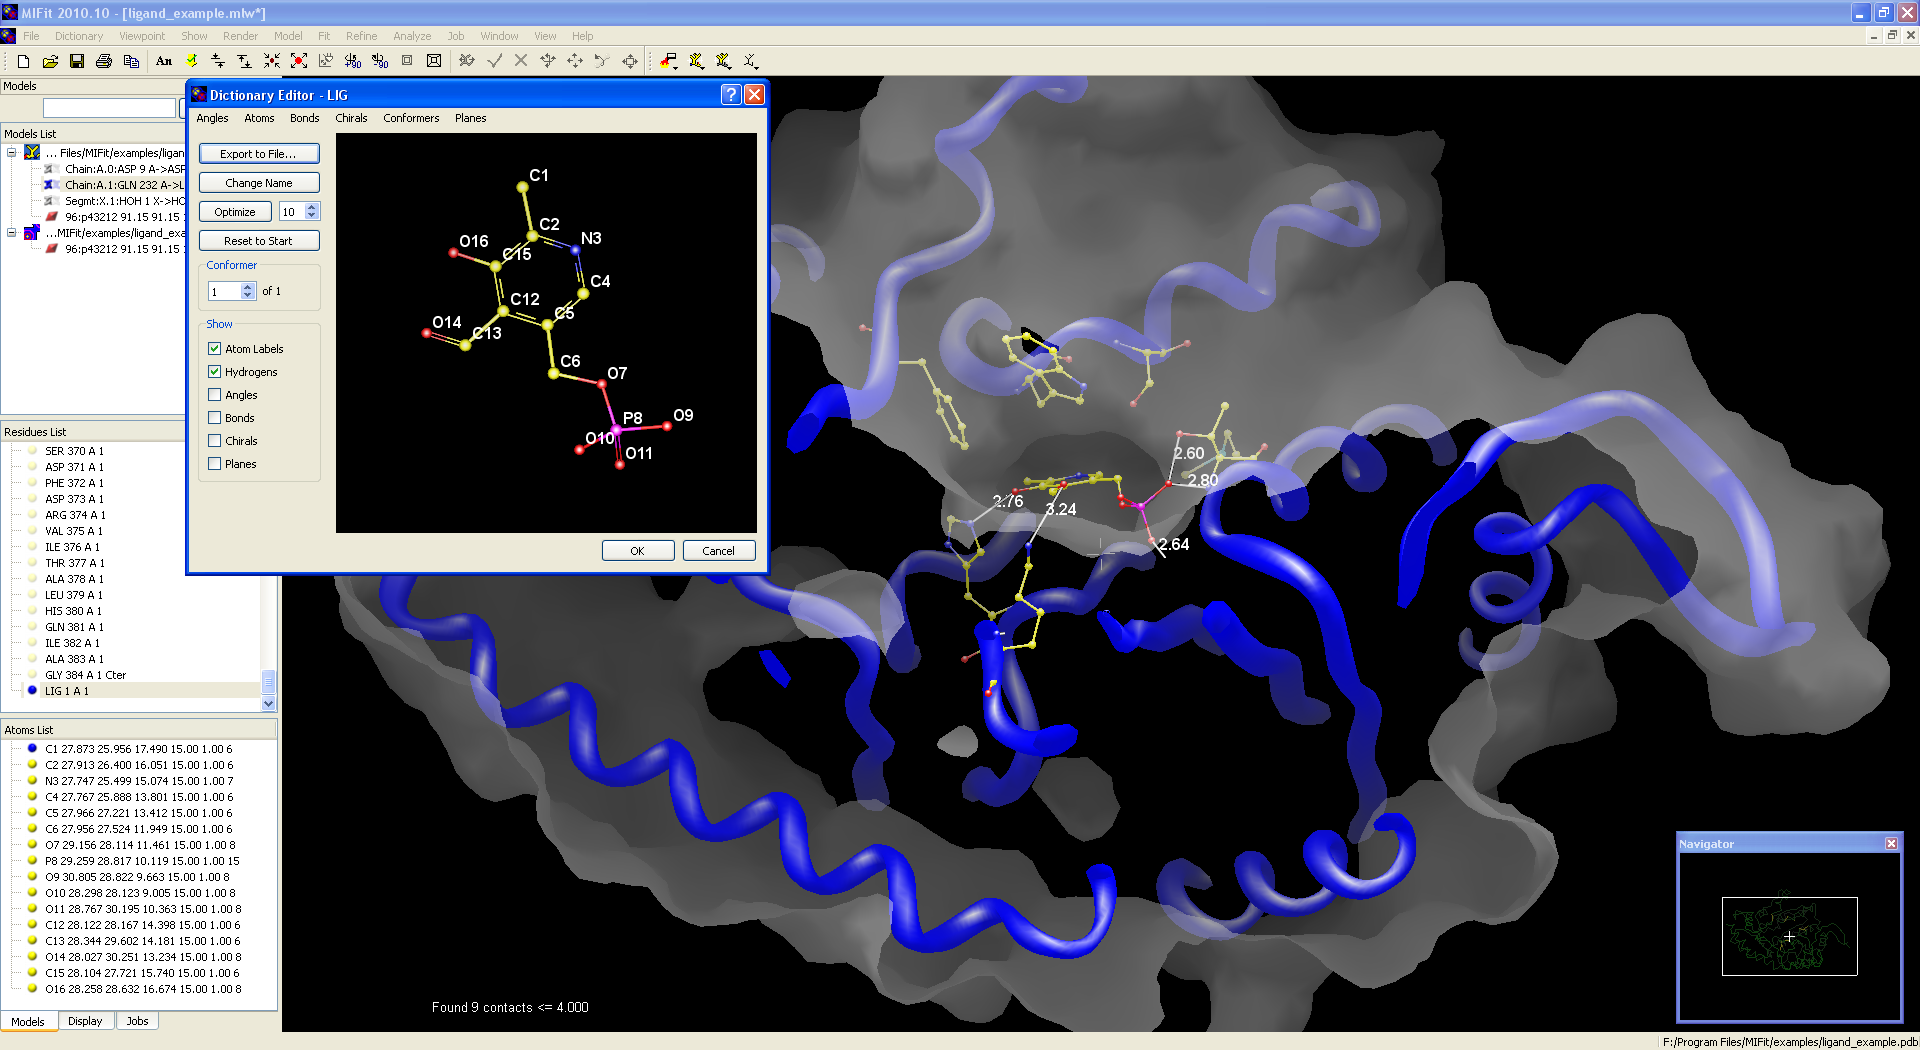 MIFit 2010.10 - [ligand_example.mlw*]
File Dictionary Viewpoint Show Render Model Fit Refine Analyze Job Window View Help
An
Models
Models List
... Files/MIFit/examples/ligan
Chain:A.0:ASP 9 A->ASP
Chain:A.1:GLN 232 A->L
Segmt:X.1:HOH 1 X->HO
96:p43212 91.15 91.15
...MIFit/examples/ligand_exa
96:p43212 91.15 91.15
Residues List
SER 370 A 1
ASP 371 A 1
PHE 372 A 1
ASP 373 A 1
ARG 374 A 1
VAL 375 A 1
ILE 376 A 1
THR 377 A 1
ALA 378 A 1
LEU 379 A 1
HIS 380 A 1
GLN 381 A 1
ILE 382 A 1
ALA 383 A 1
GLY 384 A 1 Cter
LIG 1 A 1
Atoms List
C1 27.873 25.956 17.490 15.00 1.00 6
C2 27.913 26.400 16.051 15.00 1.00 6
N3 27.747 25.499 15.074 15.00 1.00 7
C4 27.767 25.888 13.801 15.00 1.00 6
C5 27.966 27.221 13.412 15.00 1.00 6
C6 27.956 27.524 11.949 15.00 1.00 6
O7 29.156 28.114 11.461 15.00 1.00 8
P8 29.259 28.817 10.119 15.00 1.00 15
O9 30.805 28.822 9.663 15.00 1.00 8
O10 28.298 28.123 9.005 15.00 1.00 8
O11 28.767 30.195 10.363 15.00 1.00 8
C12 28.122 28.167 14.398 15.00 1.00 6
C13 28.344 29.602 14.181 15.00 1.00 6
O14 28.027 30.251 13.234 15.00 1.00 8
C15 28.104 27.721 15.740 15.00 1.00 6
O16 28.258 28.632 16.674 15.00 1.00 8
Models Display Jobs
Dictionary Editor - LIG
Angles Atoms Bonds Chirals Conformers Planes
Export to File...
Change Name
Optimize 10
Reset to Start
Conformer
1 of 1
Show
Atom Labels
Hydrogens
Angles
Bonds
Chirals
Planes
C1
C2
N3
O16
C15
C4
C12
C5
O14
C13
C6
O7
P8
O9
O10
O11
OK Cancel
2.60
2.80
2.76
3.24
2.64
Found 9 contacts <= 4.000
Navigator
F:/Program Files/MIFit/examples/ligand_example.pdb